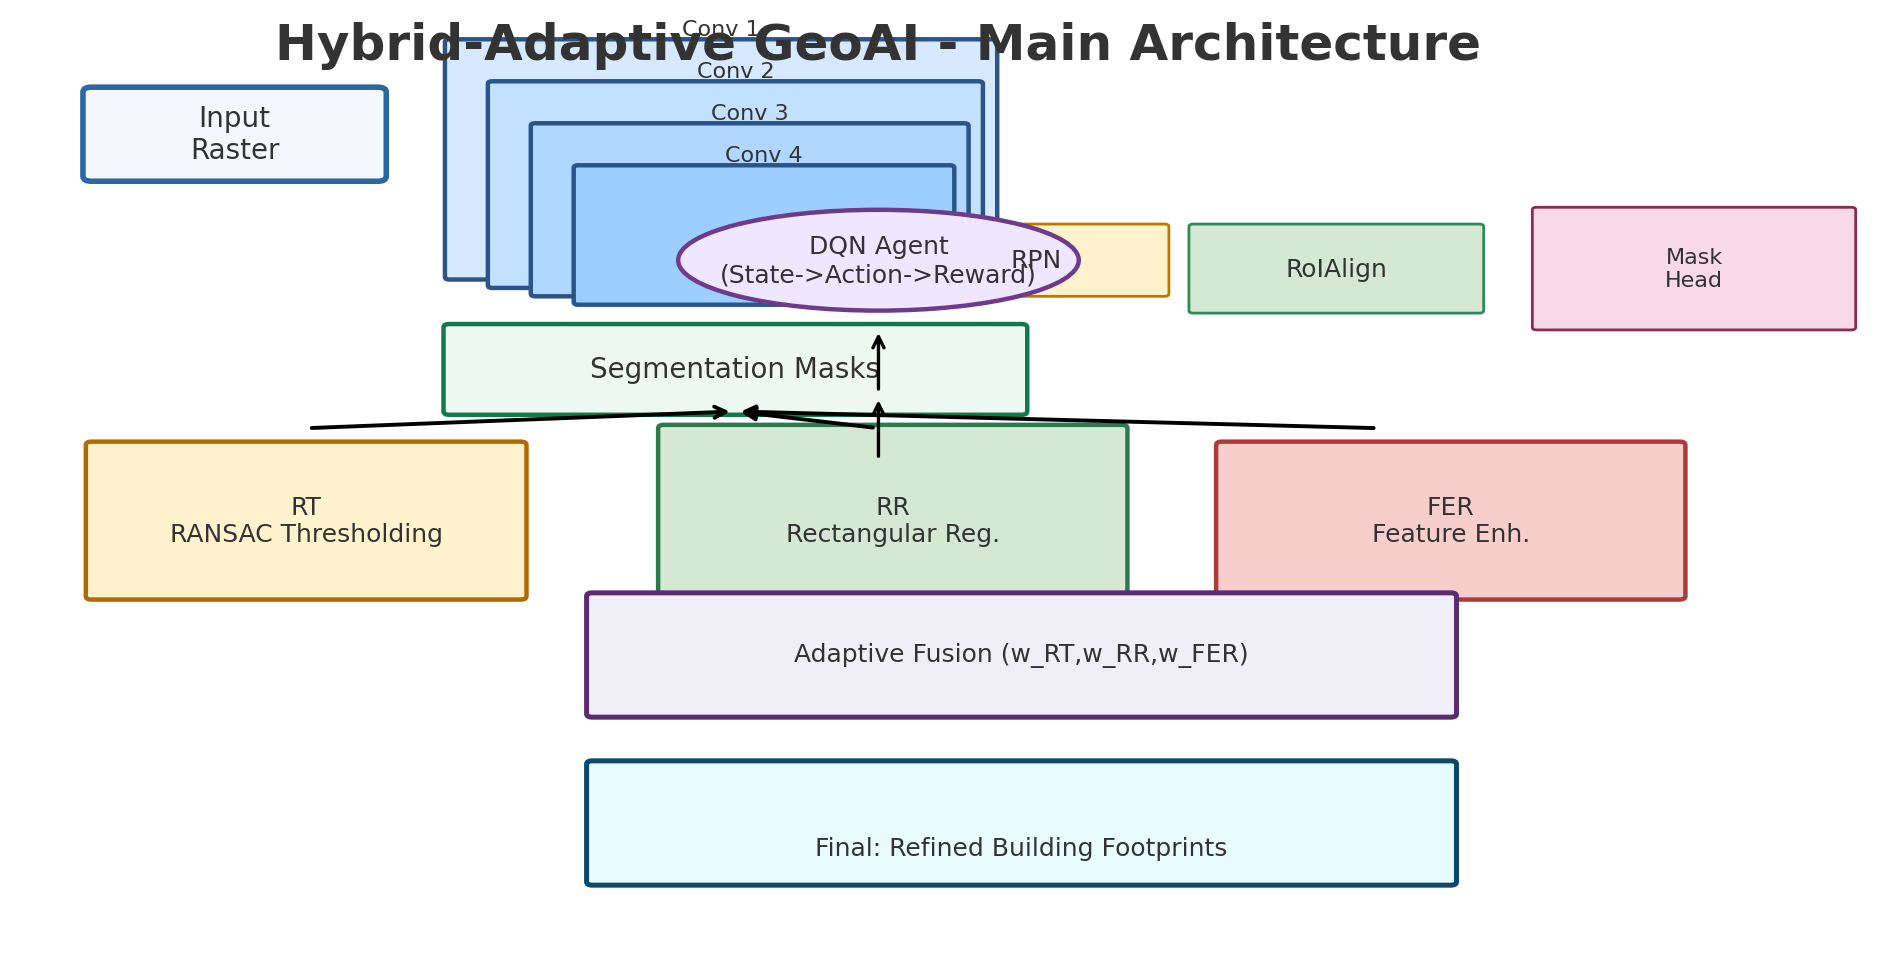 Hybrid-Adaptive GeoAI - Main Architecture
Conv 1
Conv 2
Conv 3
Conv 4
Input
Raster
DQN Agent
(State->Action->Reward)
RPN
RoIAlign
Mask
Head
Segmentation Masks
RT
RANSAC Thresholding
RR
Rectangular Reg.
FER
Feature Enh.
Adaptive Fusion (w_RT,w_RR,w_FER)
Final: Refined Building Footprints